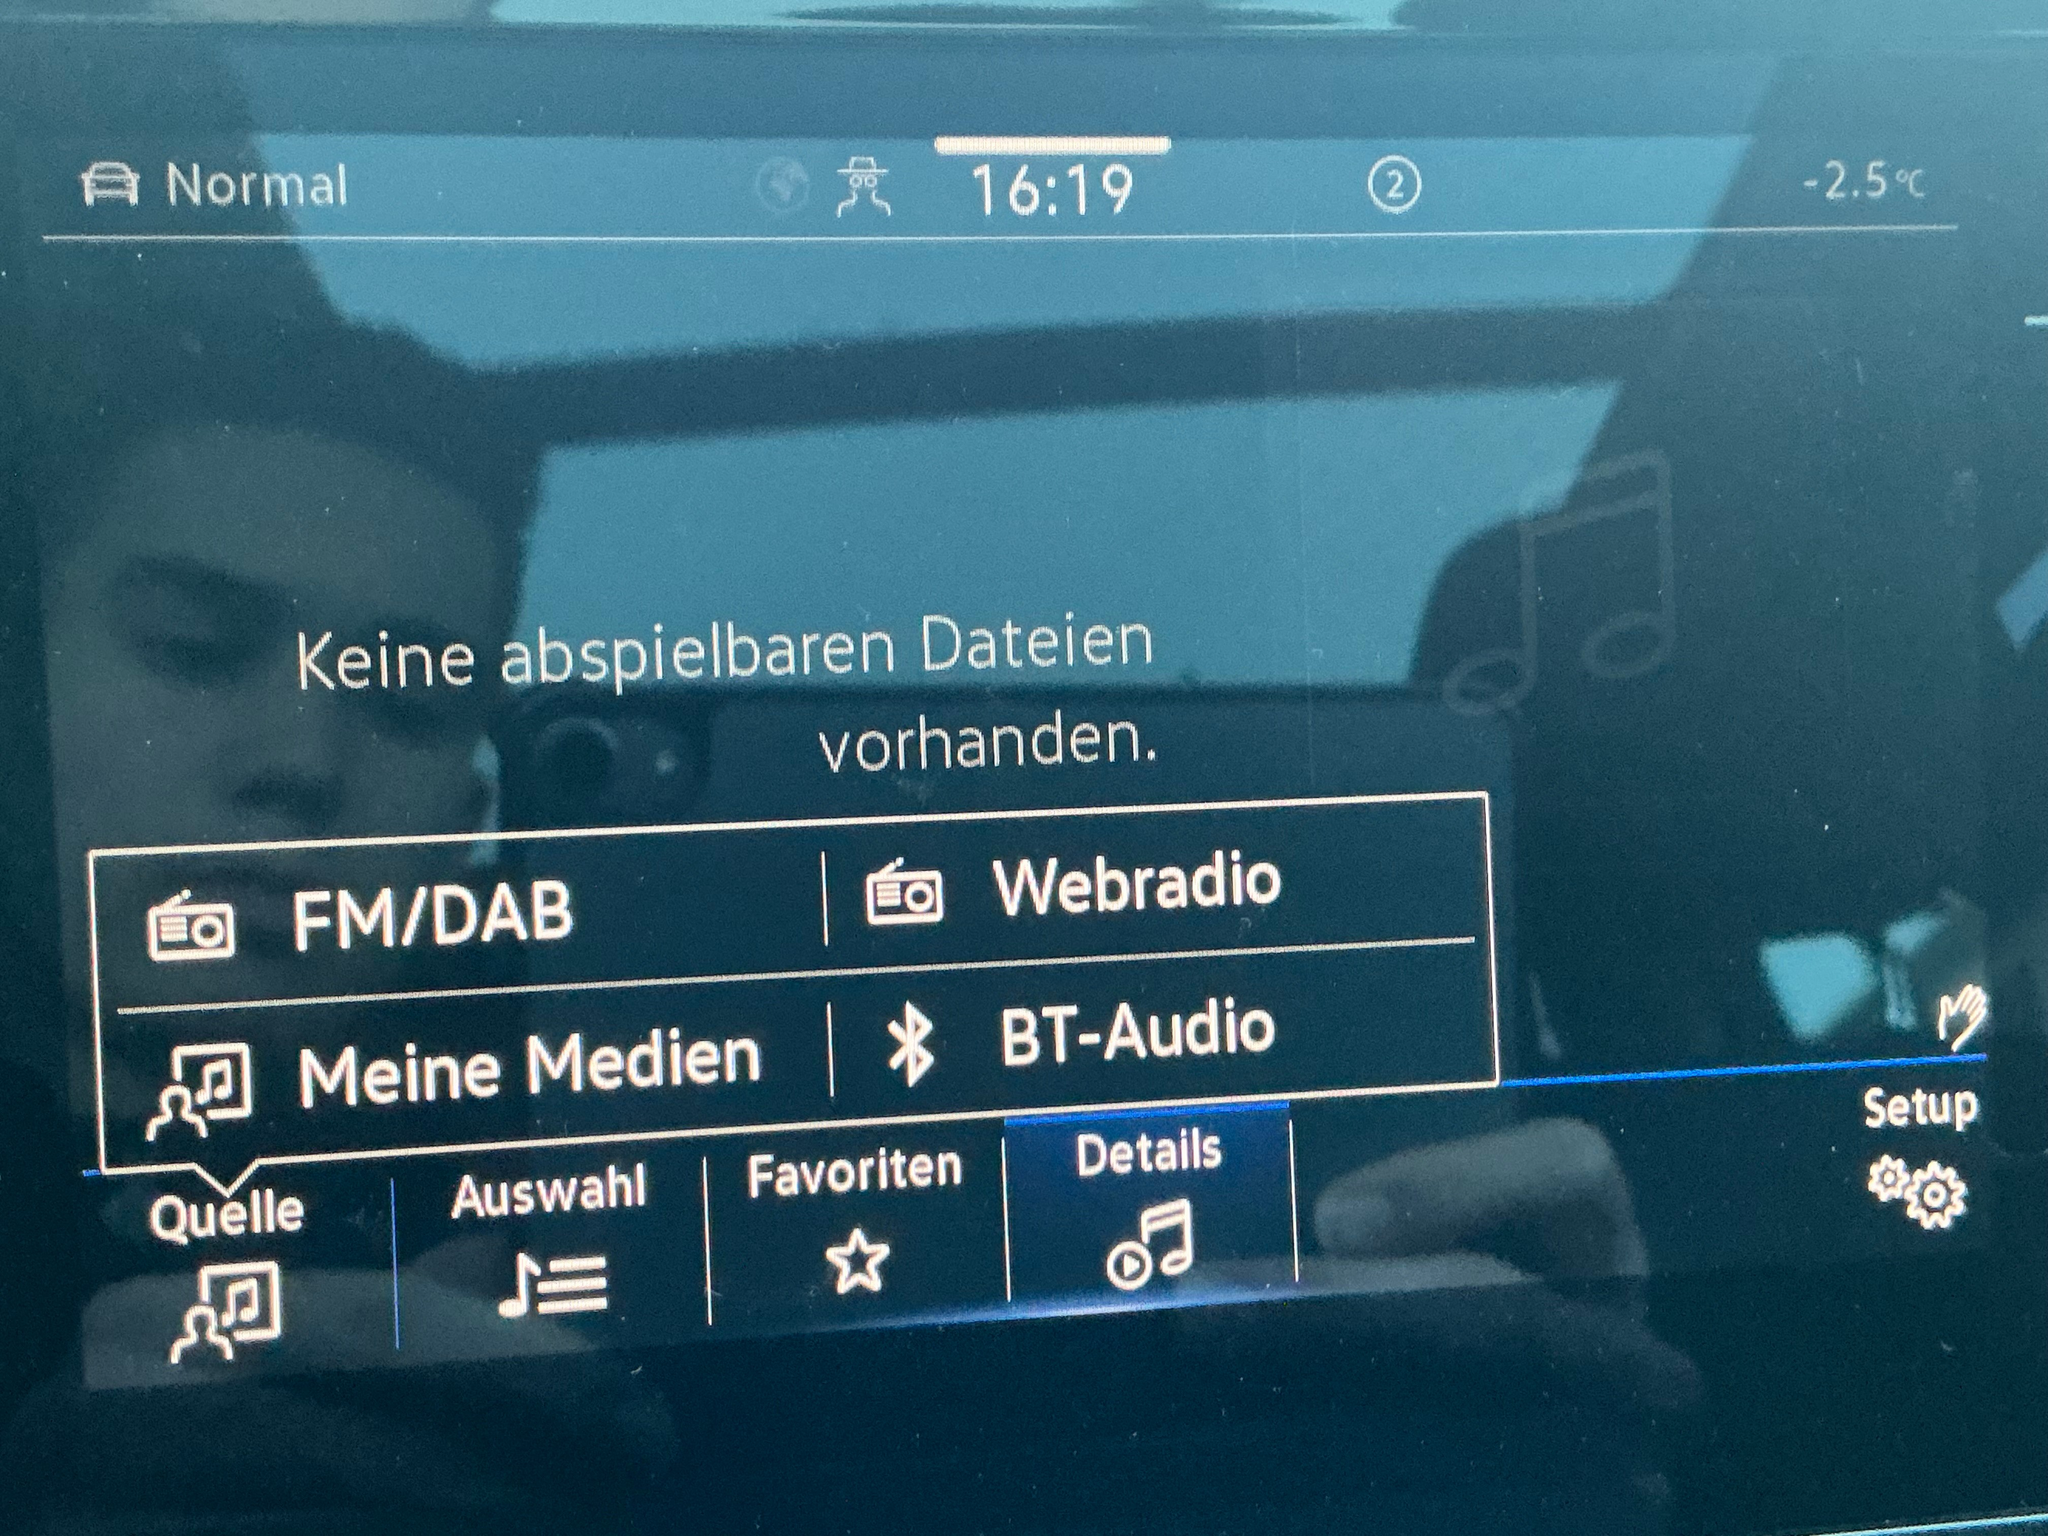 Normal
16:19
2
-2.5°C
Keine abspielbaren Dateien
vorhanden.
FM/DAB
Webradio
Meine Medien
BT-Audio
Quelle
Auswahl
Favoriten
Details
Setup